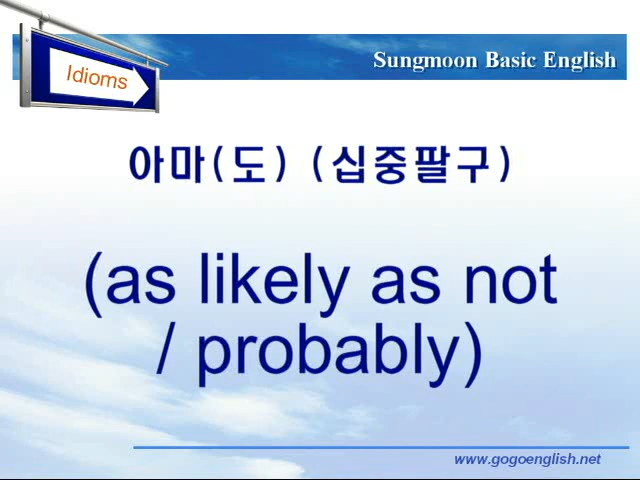 Idioms
Sungmoon Basic English
아마(도) (십중팔구)
(as likely as not
/ probably)
www.gogoenglish.net